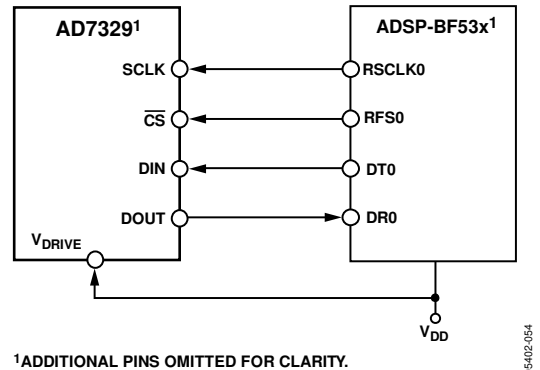 AD7329¹
ADSP-BF53x¹
SCLK
RSCLK0
C̅S̅
RFS0
DIN
DT0
DOUT
DR0
VDRIVE
VDD
¹ADDITIONAL PINS OMITTED FOR CLARITY.
5402-054